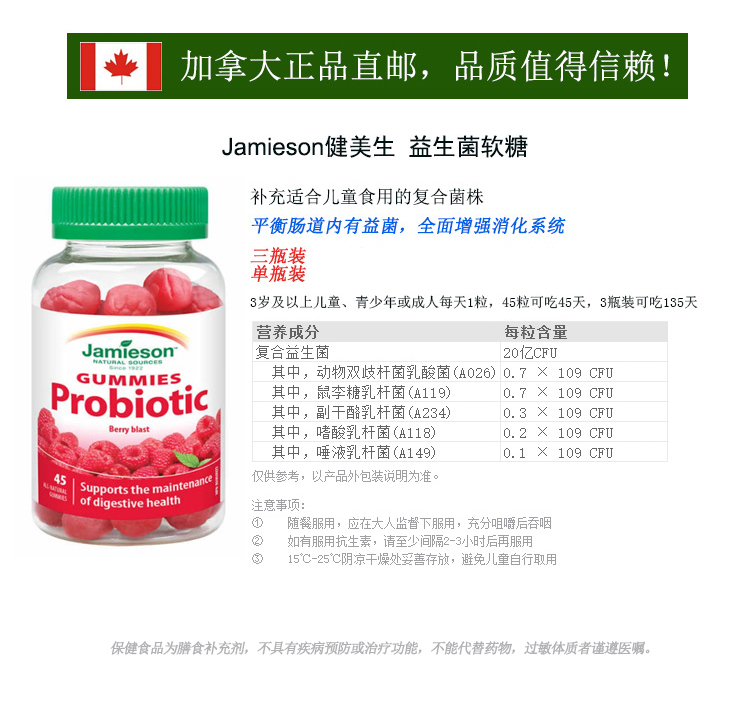 加拿大正品直邮，品质值得信赖！
Jamieson健美生 益生菌软糖
补充适合儿童食用的复合菌株
平衡肠道内有益菌，全面增强消化系统
三瓶装
单瓶装
3岁及以上儿童、青少年或成人每天1粒，45粒可吃45天，3瓶装可吃135天
营养成分 每粒含量
复合益生菌 20亿CFU
其中，动物双歧杆菌乳酸菌(A026) 0.7 × 109 CFU
其中，鼠李糖乳杆菌(A119) 0.7 × 109 CFU
其中，副干酪乳杆菌(A234) 0.3 × 109 CFU
其中，嗜酸乳杆菌(A118) 0.2 × 109 CFU
其中，唾液乳杆菌(A149) 0.1 × 109 CFU
仅供参考，以产品外包装说明为准。
注意事项：
① 随餐服用，应在大人监督下服用，充分咀嚼后吞咽
② 如有服用抗生素，请至少间隔2-3小时后再服用
③ 15℃-25℃阴凉干燥处妥善存放，避免儿童自行取用
Jamieson
NATURAL SOURCES
Since 1922
GUMMIES
Probiotic
Berry blast
45
ALL-NATURAL
GUMMIES
Supports the maintenance
of digestive health
保健食品为膳食补充剂，不具有疾病预防或治疗功能，不能代替药物，过敏体质者谨遵医嘱。